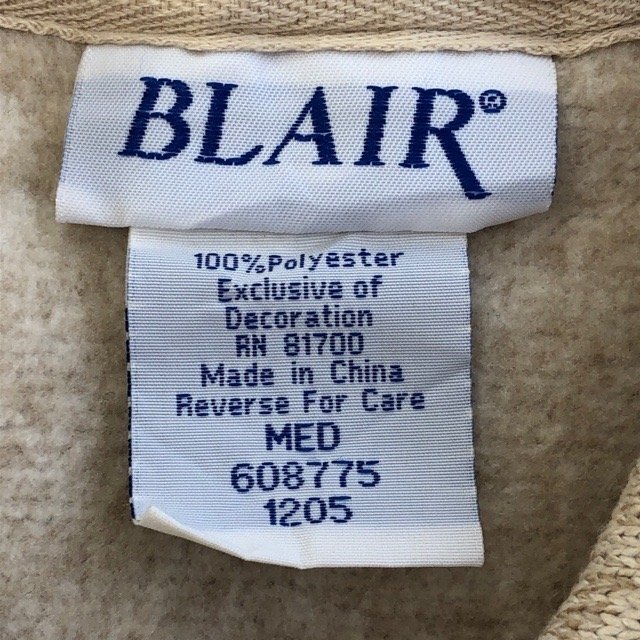 BLAIR®
100%Polyester
Exclusive of
Decoration
RN 81700
Made in China
Reverse For Care
MED
608775
1205